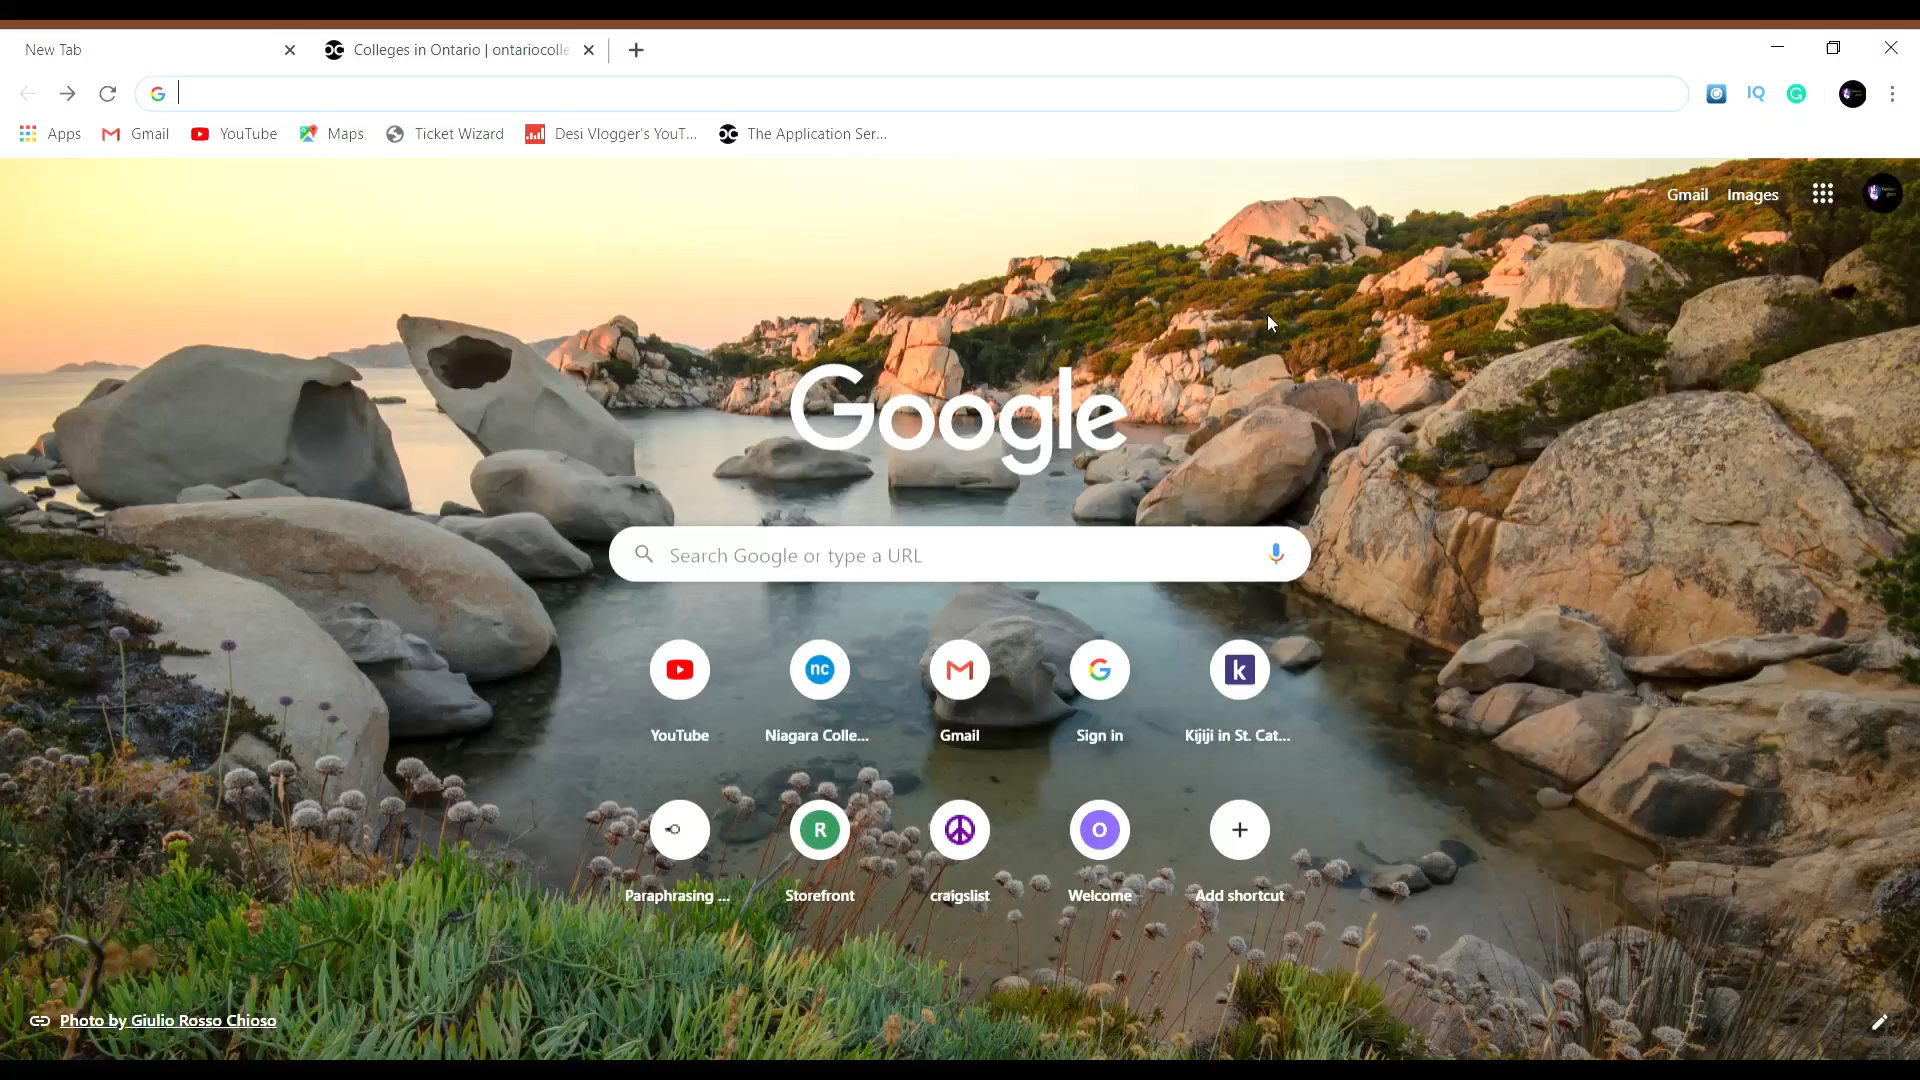 New Tab
Colleges in Ontario | ontariocolle
Apps
Gmail
YouTube
Maps
Ticket Wizard
Desi Vlogger's YouT...
The Application Ser...
IQ
Gmail
Images
Google
Search Google or type a URL
nc
k
YouTube
Niagara Colle...
Gmail
Sign in
Kijiji in St. Cat...
R
O
Paraphrasing ...
Storefront
craigslist
Welcome
Add shortcut
Photo by Giulio Rosso Chioso